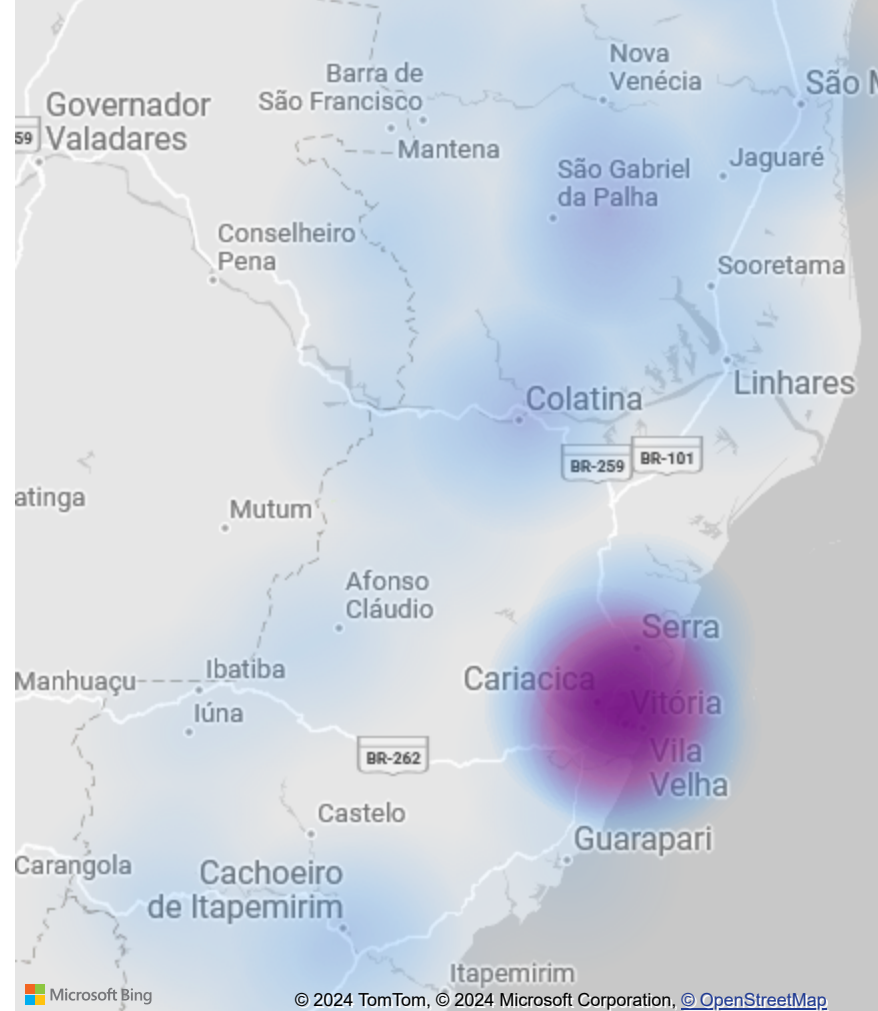 Nova
Venécia
Barra de
São Francisco
São M
Governador
Valadares
59
Mantena
Jaguaré
São Gabriel
da Palha
Conselheiro
Pena
Sooretama
Linhares
Colatina
BR-259
BR-101
atinga
Mutum
Afonso
Cláudio
Serra
Cariacica
Manhuaçu
Ibatiba
Vitória
Iúna
BR-262
Vila
Velha
Castelo
Guarapari
Carangola
Cachoeiro
de Itapemirim
Itapemirim
Microsoft Bing
© 2024 TomTom, © 2024 Microsoft Corporation, © OpenStreetMap